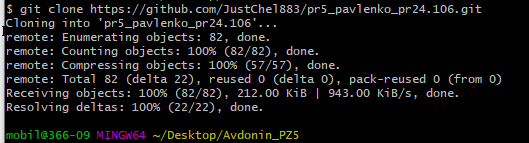 $ git clone https://github.com/JustChel883/pr5_pavlenko_pr24.106.git
Cloning into 'pr5_pavlenko_pr24.106'...
remote: Enumerating objects: 82, done.
remote: Counting objects: 100% (82/82), done.
remote: Compressing objects: 100% (57/57), done.
remote: Total 82 (delta 22), reused 0 (delta 0), pack-reused 0 (from 0)
Receiving objects: 100% (82/82), 212.00 KiB | 943.00 KiB/s, done.
Resolving deltas: 100% (22/22), done.
mobil@366-09 MINGW64 ~/Desktop/Avdonin_PZ5